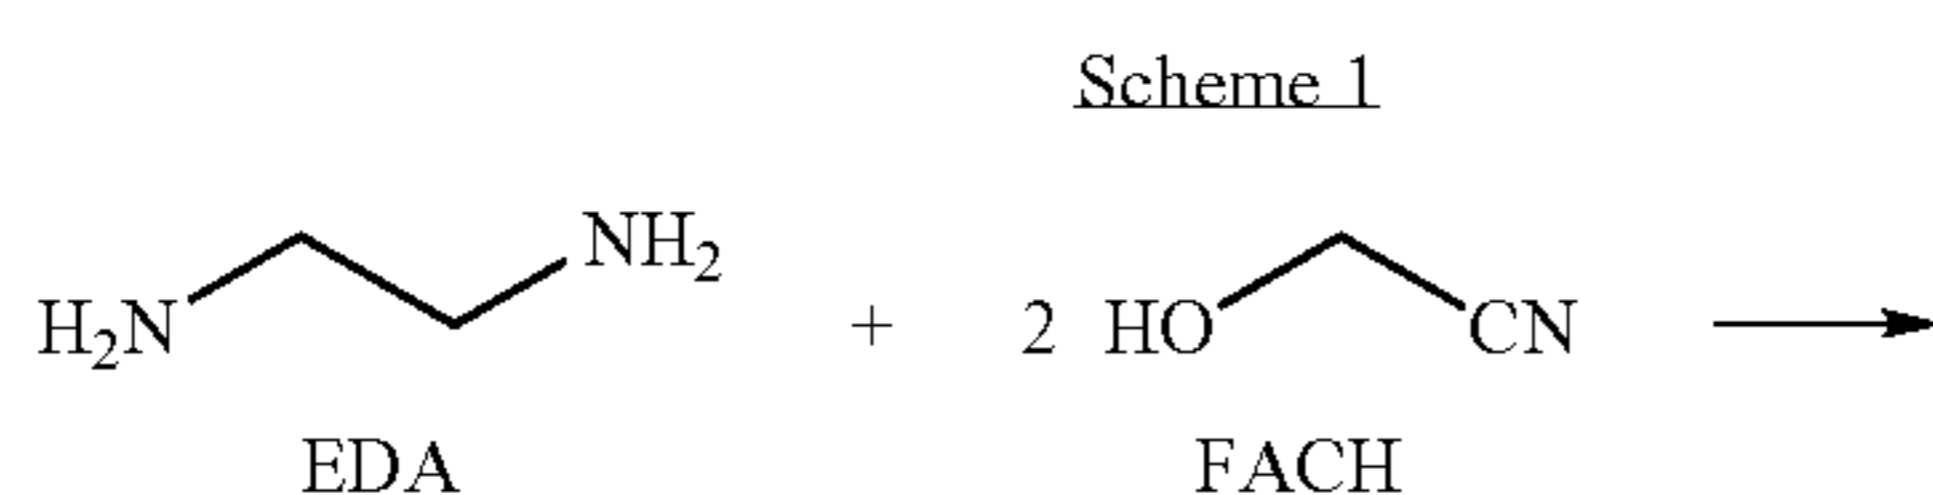 Scheme 1
H₂N NH₂ + 2 HO CN
EDA FACH